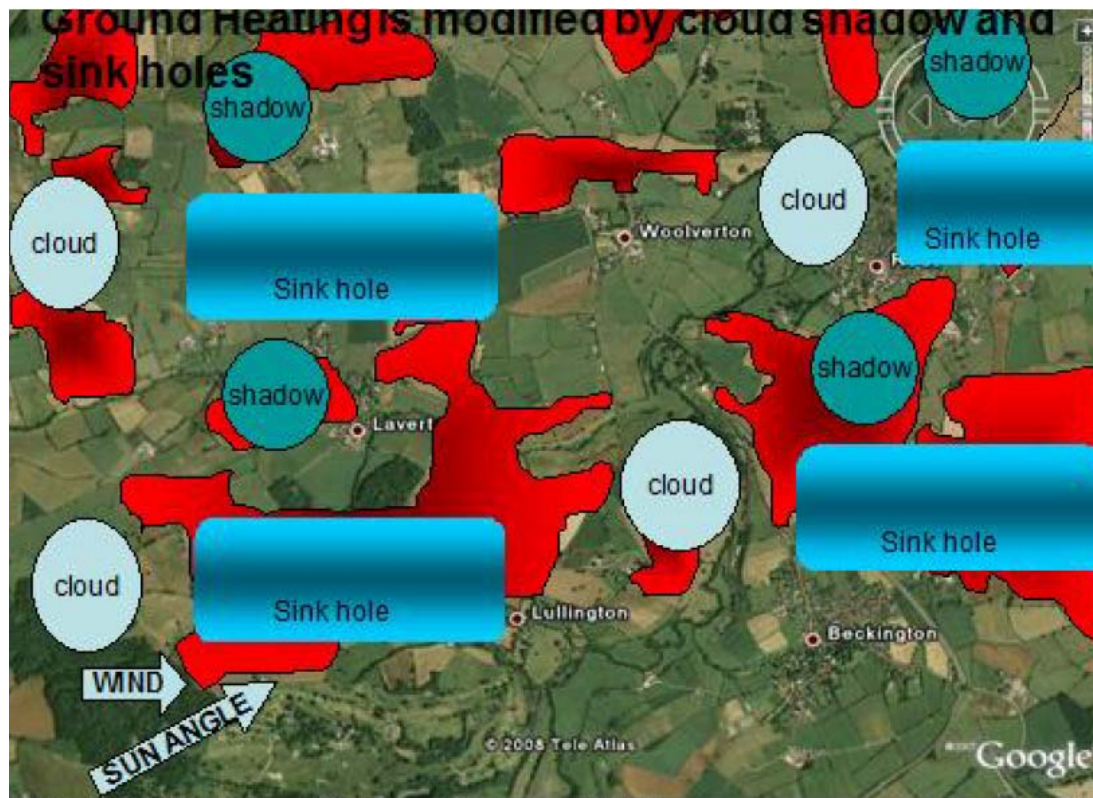 Ground Heating is modified by cloud shadow and
sink holes
shadow
shadow
cloud
cloud
Woolverton
Sink hole
Sink hole
shadow
shadow
Lavert
cloud
Sink hole
cloud
Sink hole
Lullington
Beckington
WIND
SUN ANGLE
© 2008 Tele Atlas
Google